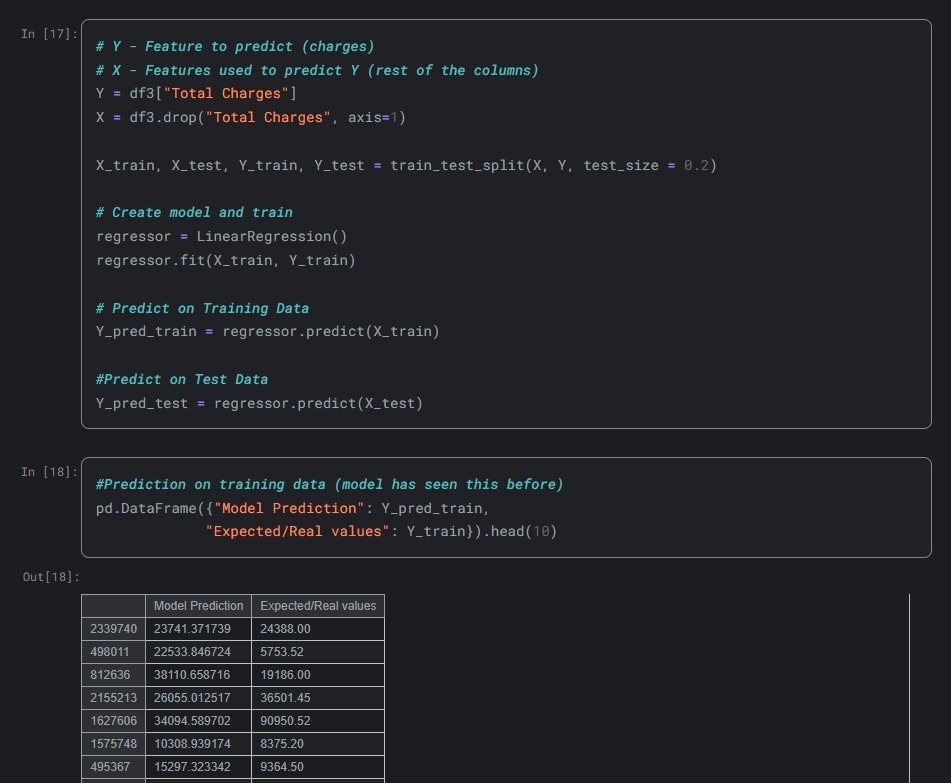 In [17]:
# Y - Feature to predict (charges)
# X - Features used to predict Y (rest of the columns)
Y = df3["Total Charges"]
X = df3.drop("Total Charges", axis=1)
X_train, X_test, Y_train, Y_test = train_test_split(X, Y, test_size = 0.2)
# Create model and train
regressor = LinearRegression()
regressor.fit(X_train, Y_train)
# Predict on Training Data
Y_pred_train = regressor.predict(X_train)
#Predict on Test Data
Y_pred_test = regressor.predict(X_test)
In [18]:
#Prediction on training data (model has seen this before)
pd.DataFrame({"Model Prediction": Y_pred_train,
"Expected/Real values": Y_train}).head(10)
Out[18]:
Model Prediction Expected/Real values
2339740 23741.371739 24388.00
498011 22533.846724 5753.52
812636 38110.658716 19186.00
2155213 26055.012517 36501.45
1627606 34094.589702 90950.52
1575748 10308.939174 8375.20
495367 15297.323342 9364.50